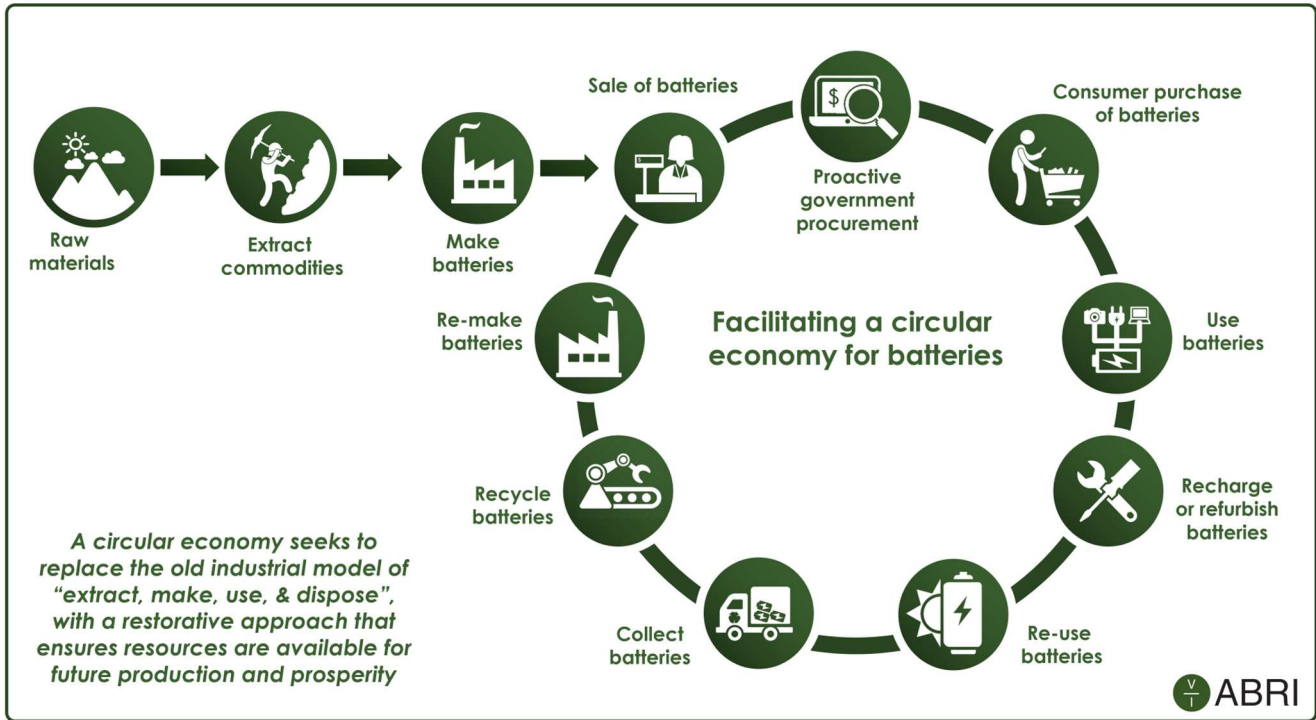 Raw
materials
Extract
commodities
Make
batteries
Sale of batteries
$
Proactive
government
procurement
Consumer purchase
of batteries
Use
batteries
Recharge
or refurbish
batteries
Re-use
batteries
Collect
batteries
Recycle
batteries
Re-make
batteries
Facilitating a circular
economy for batteries
A circular economy seeks to
replace the old industrial model of
“extract, make, use, & dispose”,
with a restorative approach that
ensures resources are available for
future production and prosperity
V
I
ABRI